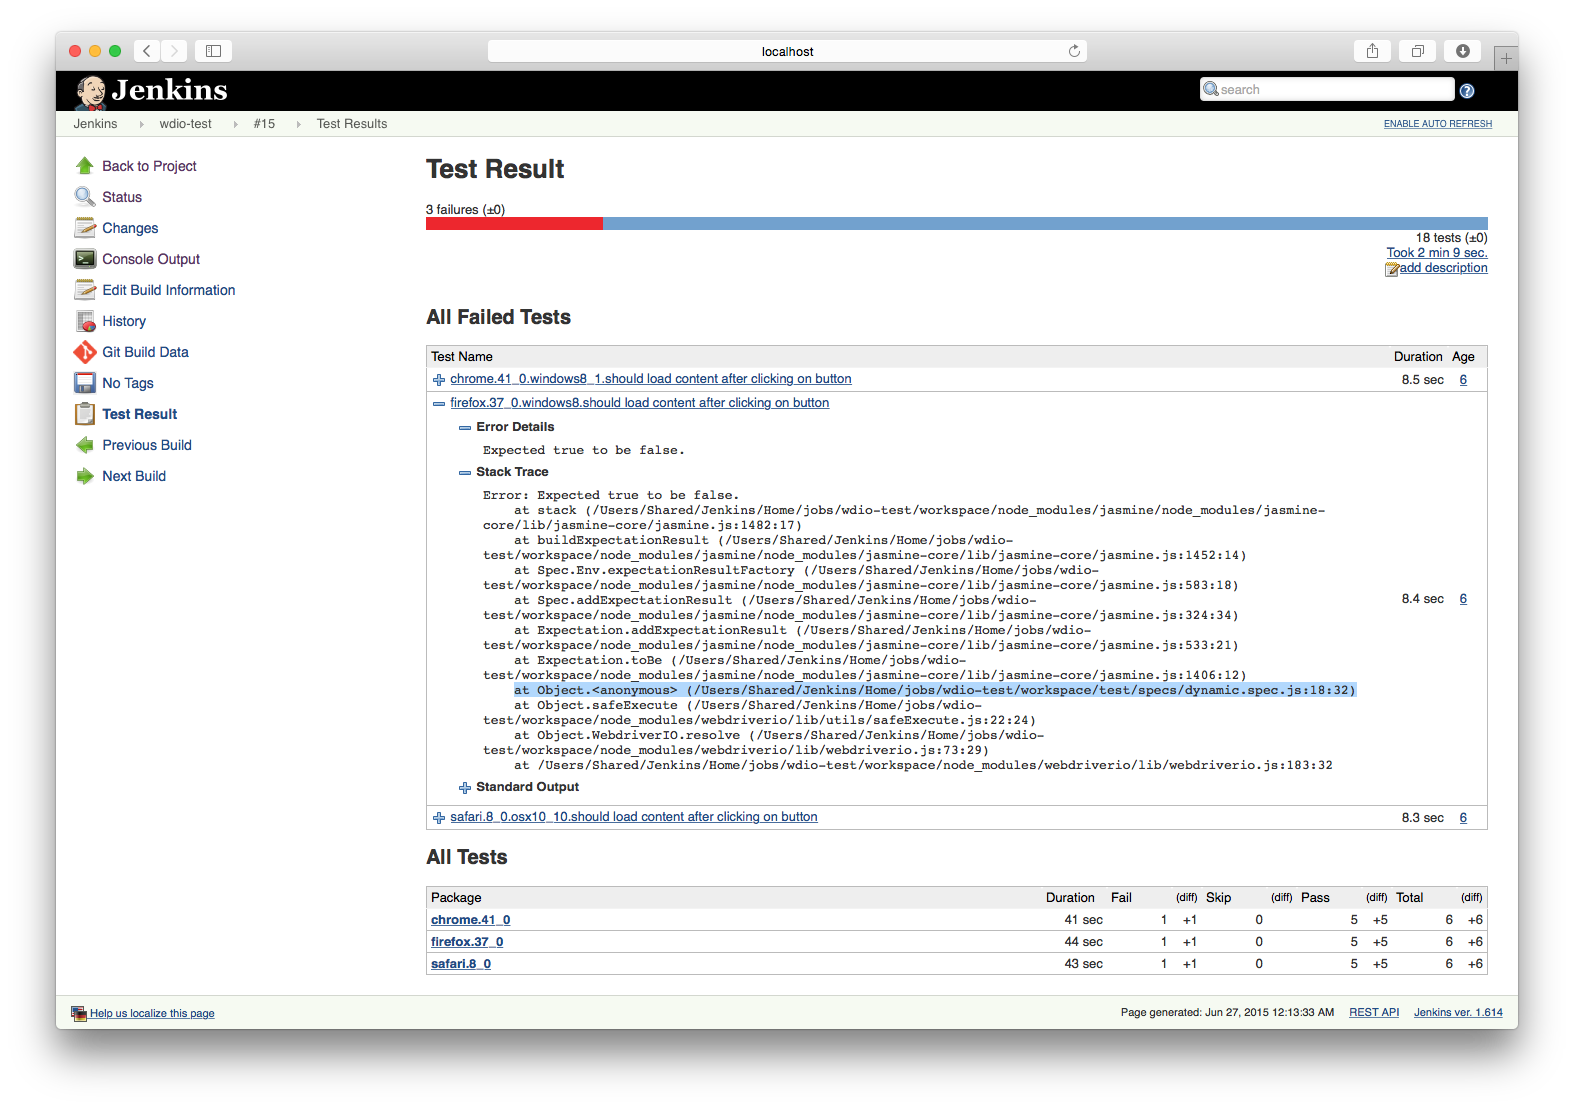 localhost
Jenkins
search
Jenkins wdio-test #15 Test Results
ENABLE AUTO REFRESH
Back to Project
Status
Changes
Console Output
Edit Build Information
History
Git Build Data
No Tags
Test Result
Previous Build
Next Build
Test Result
3 failures (±0)
18 tests (±0)
Took 2 min 9 sec.
add description
All Failed Tests
Test Name Duration Age
chrome.41_0.windows8_1.should load content after clicking on button 8.5 sec 6
firefox.37_0.windows8.should load content after clicking on button 8.4 sec 6
Error Details
Expected true to be false.
Stack Trace
Error: Expected true to be false.
at stack (/Users/Shared/Jenkins/Home/jobs/wdio-test/workspace/node_modules/jasmine/node_modules/jasmine-
core/lib/jasmine-core/jasmine.js:1482:17)
at buildExpectationResult (/Users/Shared/Jenkins/Home/jobs/wdio-
test/workspace/node_modules/jasmine/node_modules/jasmine-core/lib/jasmine-core/jasmine.js:1452:14)
at Spec.Env.expectationResultFactory (/Users/Shared/Jenkins/Home/jobs/wdio-
test/workspace/node_modules/jasmine/node_modules/jasmine-core/lib/jasmine-core/jasmine.js:583:18)
at Spec.addExpectationResult (/Users/Shared/Jenkins/Home/jobs/wdio-
test/workspace/node_modules/jasmine/node_modules/jasmine-core/lib/jasmine-core/jasmine.js:324:34)
at Expectation.addExpectationResult (/Users/Shared/Jenkins/Home/jobs/wdio-
test/workspace/node_modules/jasmine/node_modules/jasmine-core/lib/jasmine-core/jasmine.js:533:21)
at Expectation.toBe (/Users/Shared/Jenkins/Home/jobs/wdio-
test/workspace/node_modules/jasmine/node_modules/jasmine-core/lib/jasmine-core/jasmine.js:1406:12)
at Object.<anonymous> (/Users/Shared/Jenkins/Home/jobs/wdio-test/workspace/test/specs/dynamic.spec.js:18:32)
at Object.safeExecute (/Users/Shared/Jenkins/Home/jobs/wdio-
test/workspace/node_modules/webdriverio/lib/utils/safeExecute.js:22:24)
at Object.WebdriverIO.resolve (/Users/Shared/Jenkins/Home/jobs/wdio-
test/workspace/node_modules/webdriverio/lib/webdriverio.js:73:29)
at /Users/Shared/Jenkins/Home/jobs/wdio-test/workspace/node_modules/webdriverio/lib/webdriverio.js:183:32
Standard Output
safari.8_0.osx10_10.should load content after clicking on button 8.3 sec 6
All Tests
Package Duration Fail (diff) Skip (diff) Pass (diff) Total (diff)
chrome.41_0 41 sec 1 +1 0 5 +5 6 +6
firefox.37_0 44 sec 1 +1 0 5 +5 6 +6
safari.8_0 43 sec 1 +1 0 5 +5 6 +6
Help us localize this page
Page generated: Jun 27, 2015 12:13:33 AM REST API Jenkins ver. 1.614